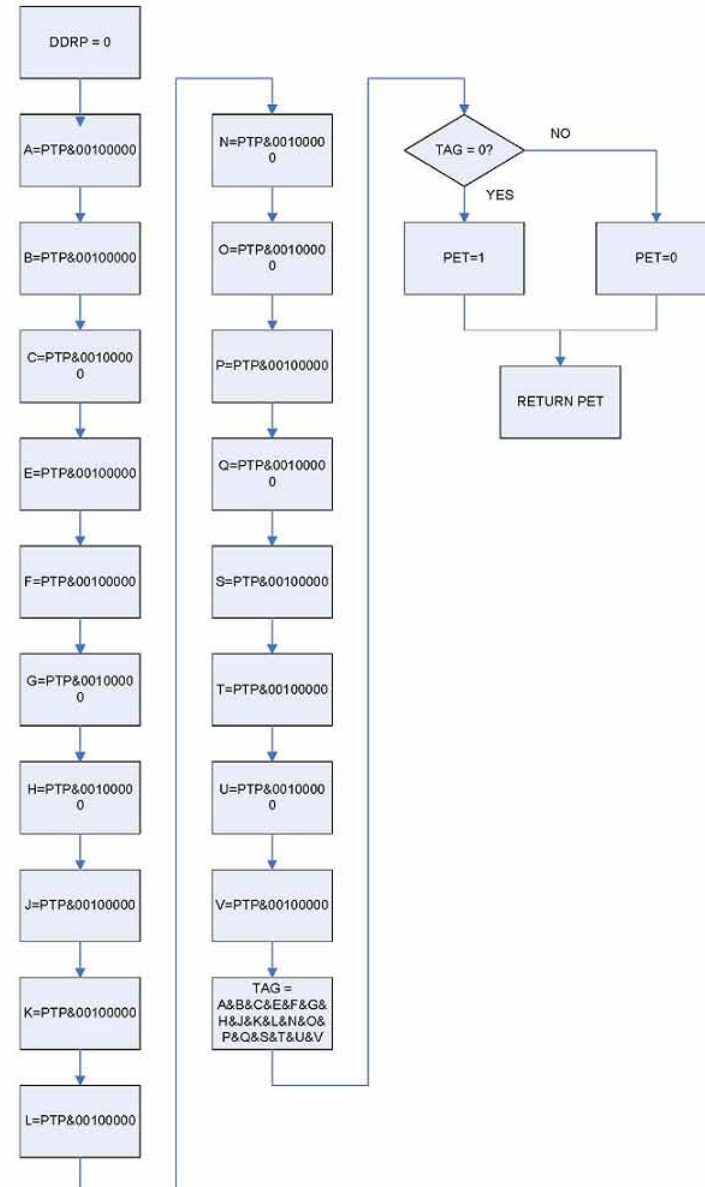 DDRP = 0
A=PTP&00100000
B=PTP&00100000
C=PTP&0010000
0
E=PTP&00100000
F=PTP&00100000
G=PTP&0010000
0
H=PTP&0010000
0
J=PTP&00100000
K=PTP&00100000
L=PTP&00100000
N=PTP&0010000
0
O=PTP&0010000
0
P=PTP&00100000
Q=PTP&0010000
0
S=PTP&00100000
T=PTP&00100000
U=PTP&0010000
0
V=PTP&00100000
TAG =
A&B&C&E&F&G&
H&J&K&L&N&O&
P&Q&S&T&U&V
TAG = 0?
NO
YES
PET=1
PET=0
RETURN PET